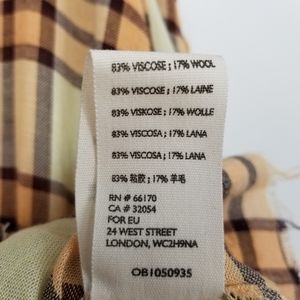 83% VISCOSE ; 17% WOOL
83% VISCOSE ; 17% LAINE
83% VISKOSE ; 17% WOLLE
83% VISCOSA ; 17% LANA
83% VISCOSA ; 17% LANA
83% 粘胶 ; 17% 羊毛
RN # 66170
CA # 32054
FOR EU
24 WEST STREET
LONDON, WC2H9NA
OB1050935